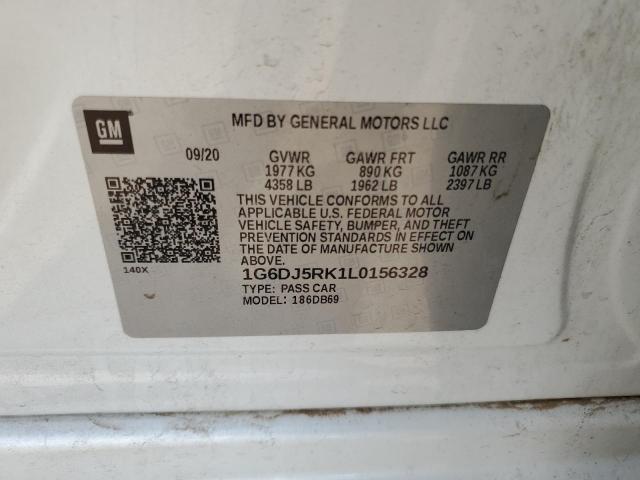 GM
MFD BY GENERAL MOTORS LLC
09/20 GVWR GAWR FRT GAWR RR
1977 KG 890 KG 1087 KG
4358 LB 1962 LB 2397 LB
THIS VEHICLE CONFORMS TO ALL
APPLICABLE U.S. FEDERAL MOTOR
VEHICLE SAFETY, BUMPER, AND THEFT
PREVENTION STANDARDS IN EFFECT ON THE
DATE OF MANUFACTURE SHOWN
ABOVE.
1G6DJ5RK1L0156328
140X
TYPE: PASS CAR
MODEL: 186DB69